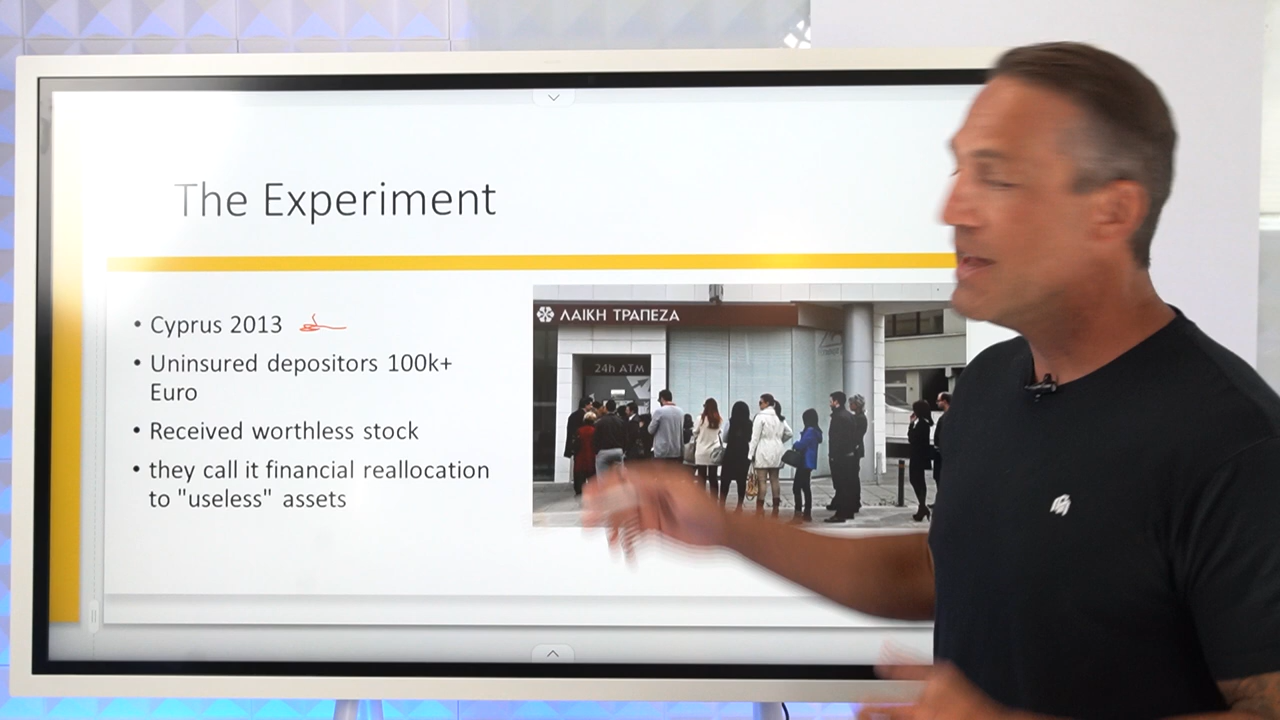 The Experiment
• Cyprus 2013
• Uninsured depositors 100k+
Euro
• Received worthless stock
• they call it financial reallocation
to "useless" assets
ΛΑΪΚΗ ΤΡΑΠΕΖΑ
24h ATM